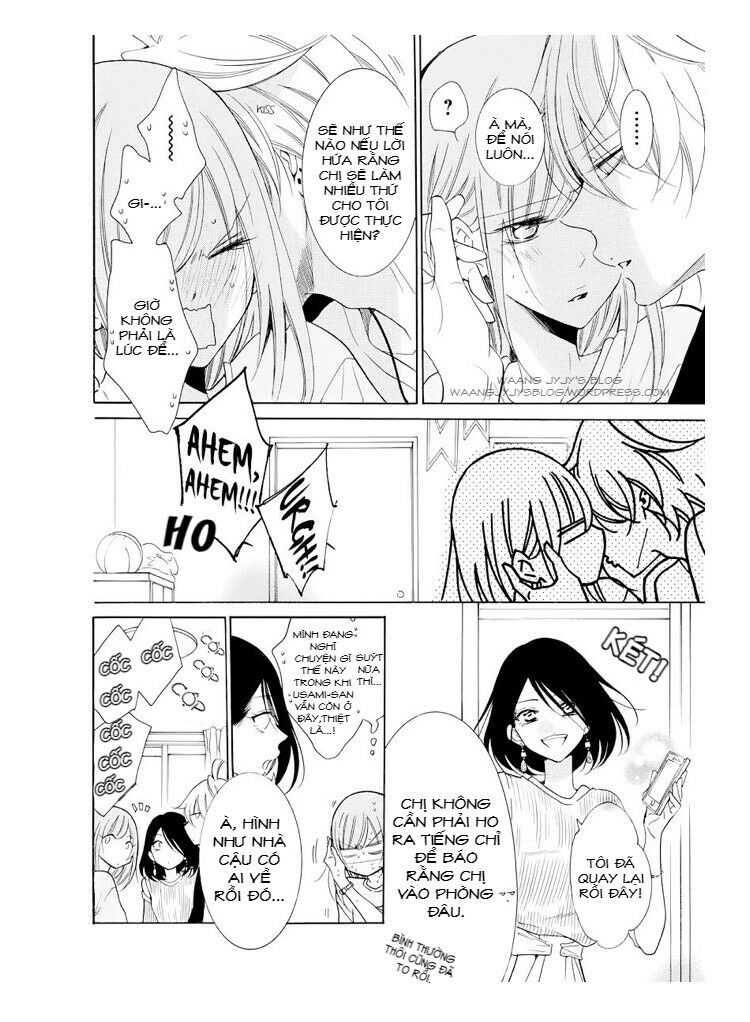 .....
À MÀ,
ĐỂ NỐI
LUÔN...
?
KISS
SẼ NHƯ THẾ
NÀO NẾU LỜI
HỨA RẰNG
CHỊ SẼ LÀM
NHIỀU THỨ
CHO TÔI
ĐƯỢC THỰC
HIỆN?
GI-...
GIỜ
KHÔNG
PHẢI LÀ
LÚC ĐỂ...
WAANG JYJY'S BLOG
WAANGJYJYSBLOG.WORDPRESS.COM
AHEM,
AHEM!!!
HO
URGH!!
KÉT!
TÔI ĐÃ
QUAY LẠI
RỒI ĐÂY!
CHỊ KHÔNG
CẦN PHẢI HO
RA TIẾNG CHỈ
ĐỂ BÁO
RẰNG CHỊ
VÀO PHÒNG
ĐÂU.
BÌNH THƯỜNG
THÔI CŨNG ĐÃ
TO RỒI.
SUÝT
NỮA
THÌ...
MÌNH ĐANG
NGHĨ
CHUYỆN GÌ
THẾ NÀY
TRONG KHI
USAMI-SAN
VẪN CÒN Ở
ĐÂY,THIỆT
LÀ...!
CỐC CỐC
CỐC
CỐC
CỐC
CỐC
À, HÌNH
NHƯ NHÀ
CẬU CÓ
AI VỀ
RỒI ĐÓ...